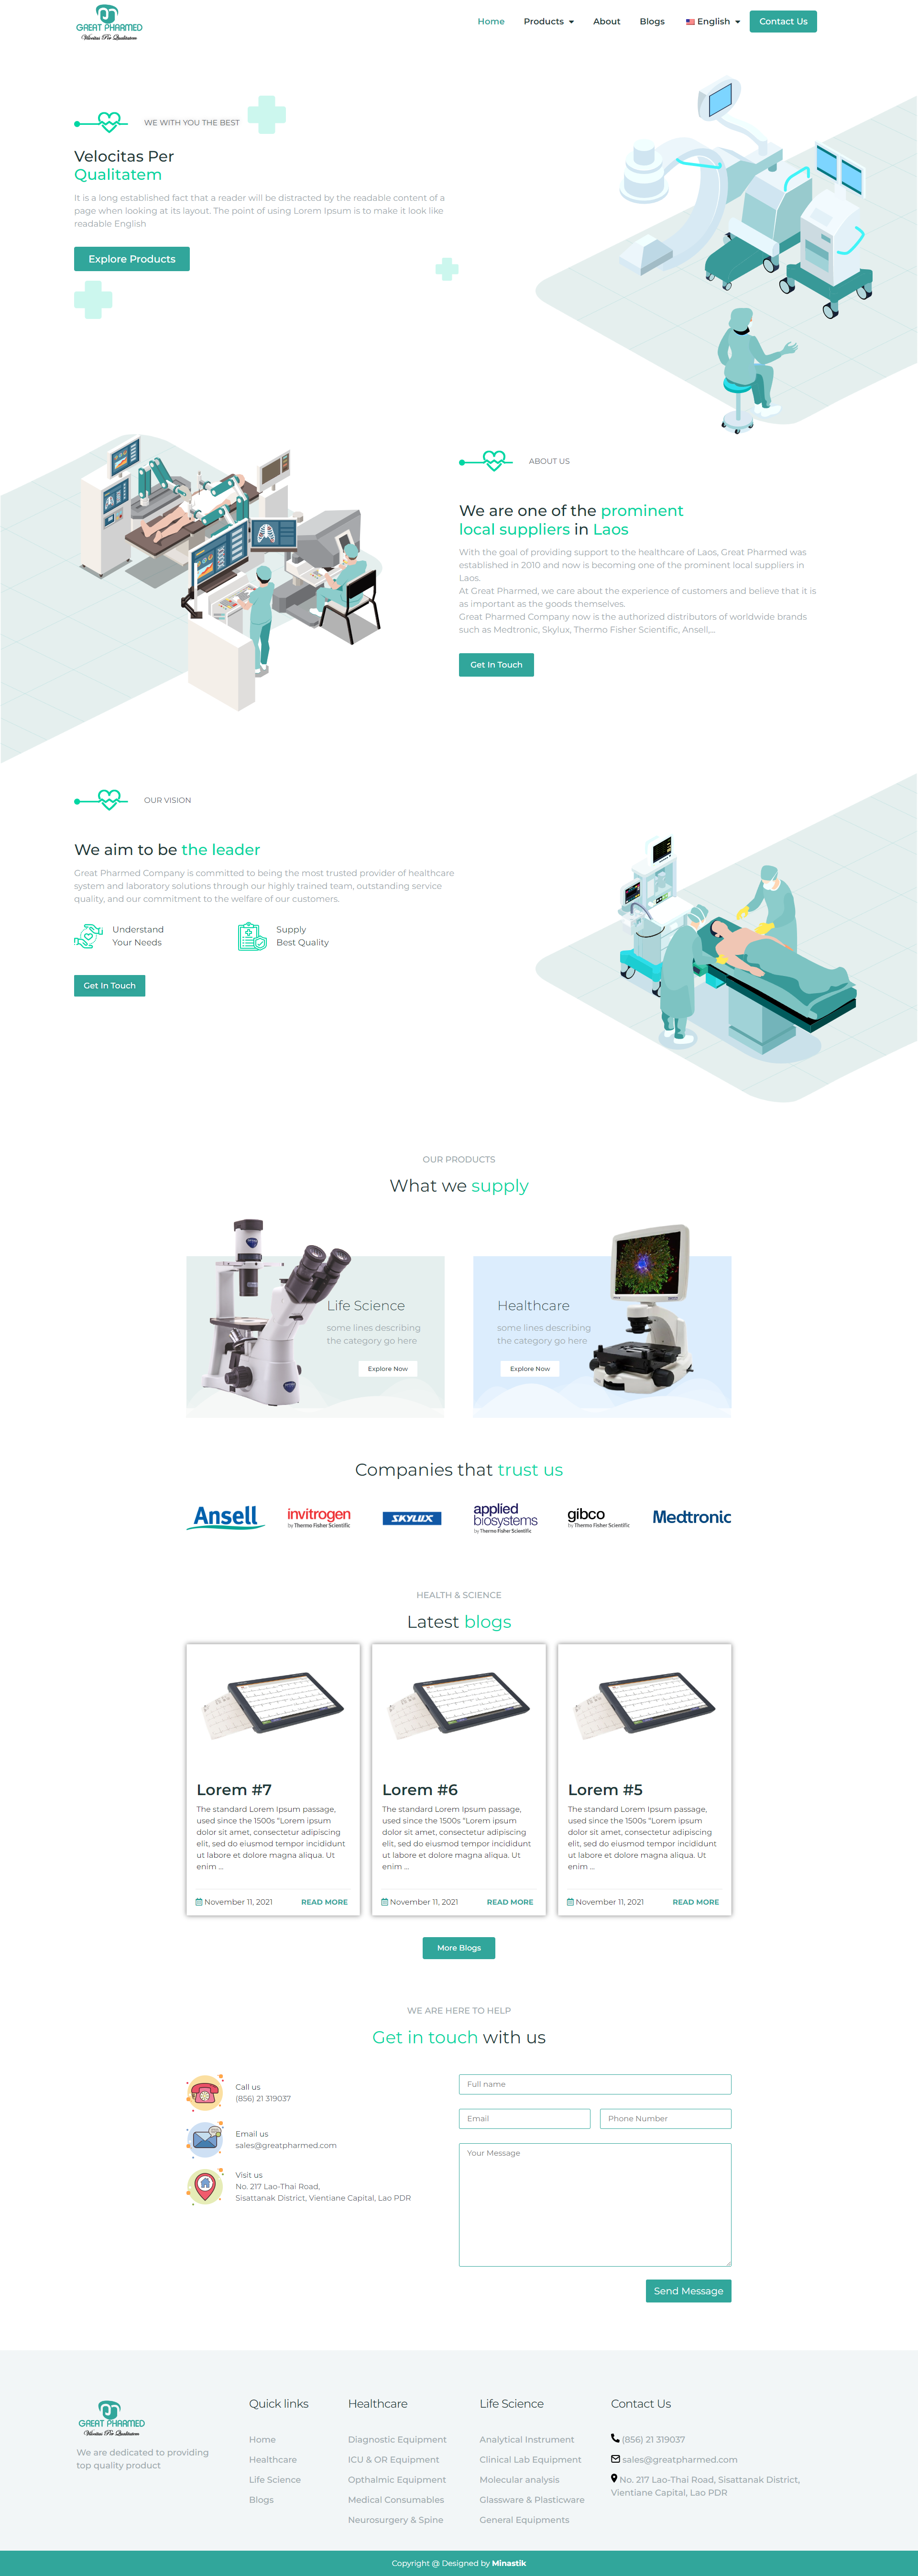 GREAT PHARMED
Velocitas Per Qualitatem
Home
Products
About
Blogs
English
Contact Us
WE WITH YOU THE BEST
Velocitas Per
Qualitatem
It is a long established fact that a reader will be distracted by the readable content of a
page when looking at its layout. The point of using Lorem Ipsum is to make it look like
readable English
Explore Products
ABOUT US
We are one of the prominent
local suppliers in Laos
With the goal of providing support to the healthcare of Laos, Great Pharmed was
established in 2010 and now is becoming one of the prominent local suppliers in
Laos.
At Great Pharmed, we care about the experience of customers and believe that it is
as important as the goods themselves.
Great Pharmed Company now is the authorized distributors of worldwide brands
such as Medtronic, Skylux, Thermo Fisher Scientific, Ansell,...
Get In Touch
OUR VISION
We aim to be the leader
Great Pharmed Company is committed to being the most trusted provider of healthcare
system and laboratory solutions through our highly trained team, outstanding service
quality, and our commitment to the welfare of our customers.
Understand
Your Needs
Supply
Best Quality
Get In Touch
OUR PRODUCTS
What we supply
Life Science
some lines describing
the category go here
Explore Now
Healthcare
some lines describing
the category go here
Explore Now
Companies that trust us
Ansell
invitrogen
by Thermo Fisher Scientific
SKYLUX
applied
biosystems
by Thermo Fisher Scientific
gibco
by Thermo Fisher Scientific
Medtronic
HEALTH & SCIENCE
Latest blogs
Lorem #7
The standard Lorem Ipsum passage,
used since the 1500s "Lorem ipsum
dolor sit amet, consectetur adipiscing
elit, sed do eiusmod tempor incididunt
ut labore et dolore magna aliqua. Ut
enim ...
November 11, 2021
READ MORE
Lorem #6
The standard Lorem Ipsum passage,
used since the 1500s "Lorem ipsum
dolor sit amet, consectetur adipiscing
elit, sed do eiusmod tempor incididunt
ut labore et dolore magna aliqua. Ut
enim ...
November 11, 2021
READ MORE
Lorem #5
The standard Lorem Ipsum passage,
used since the 1500s "Lorem ipsum
dolor sit amet, consectetur adipiscing
elit, sed do eiusmod tempor incididunt
ut labore et dolore magna aliqua. Ut
enim ...
November 11, 2021
READ MORE
More Blogs
WE ARE HERE TO HELP
Get in touch with us
Call us
(856) 21 319037
Email us
sales@greatpharmed.com
Visit us
No. 217 Lao-Thai Road,
Sisattanak District, Vientiane Capital, Lao PDR
Full name
Email
Phone Number
Your Message
Send Message
GREAT PHARMED
Velocitas Per Qualitatem
We are dedicated to providing
top quality product
Quick links
Home
Healthcare
Life Science
Blogs
Healthcare
Diagnostic Equipment
ICU & OR Equipment
Opthalmic Equipment
Medical Consumables
Neurosurgery & Spine
Life Science
Analytical Instrument
Clinical Lab Equipment
Molecular analysis
Glassware & Plasticware
General Equipments
Contact Us
(856) 21 319037
sales@greatpharmed.com
No. 217 Lao-Thai Road, Sisattanak District,
Vientiane Capital, Lao PDR
Copyright @ Designed by Minastik